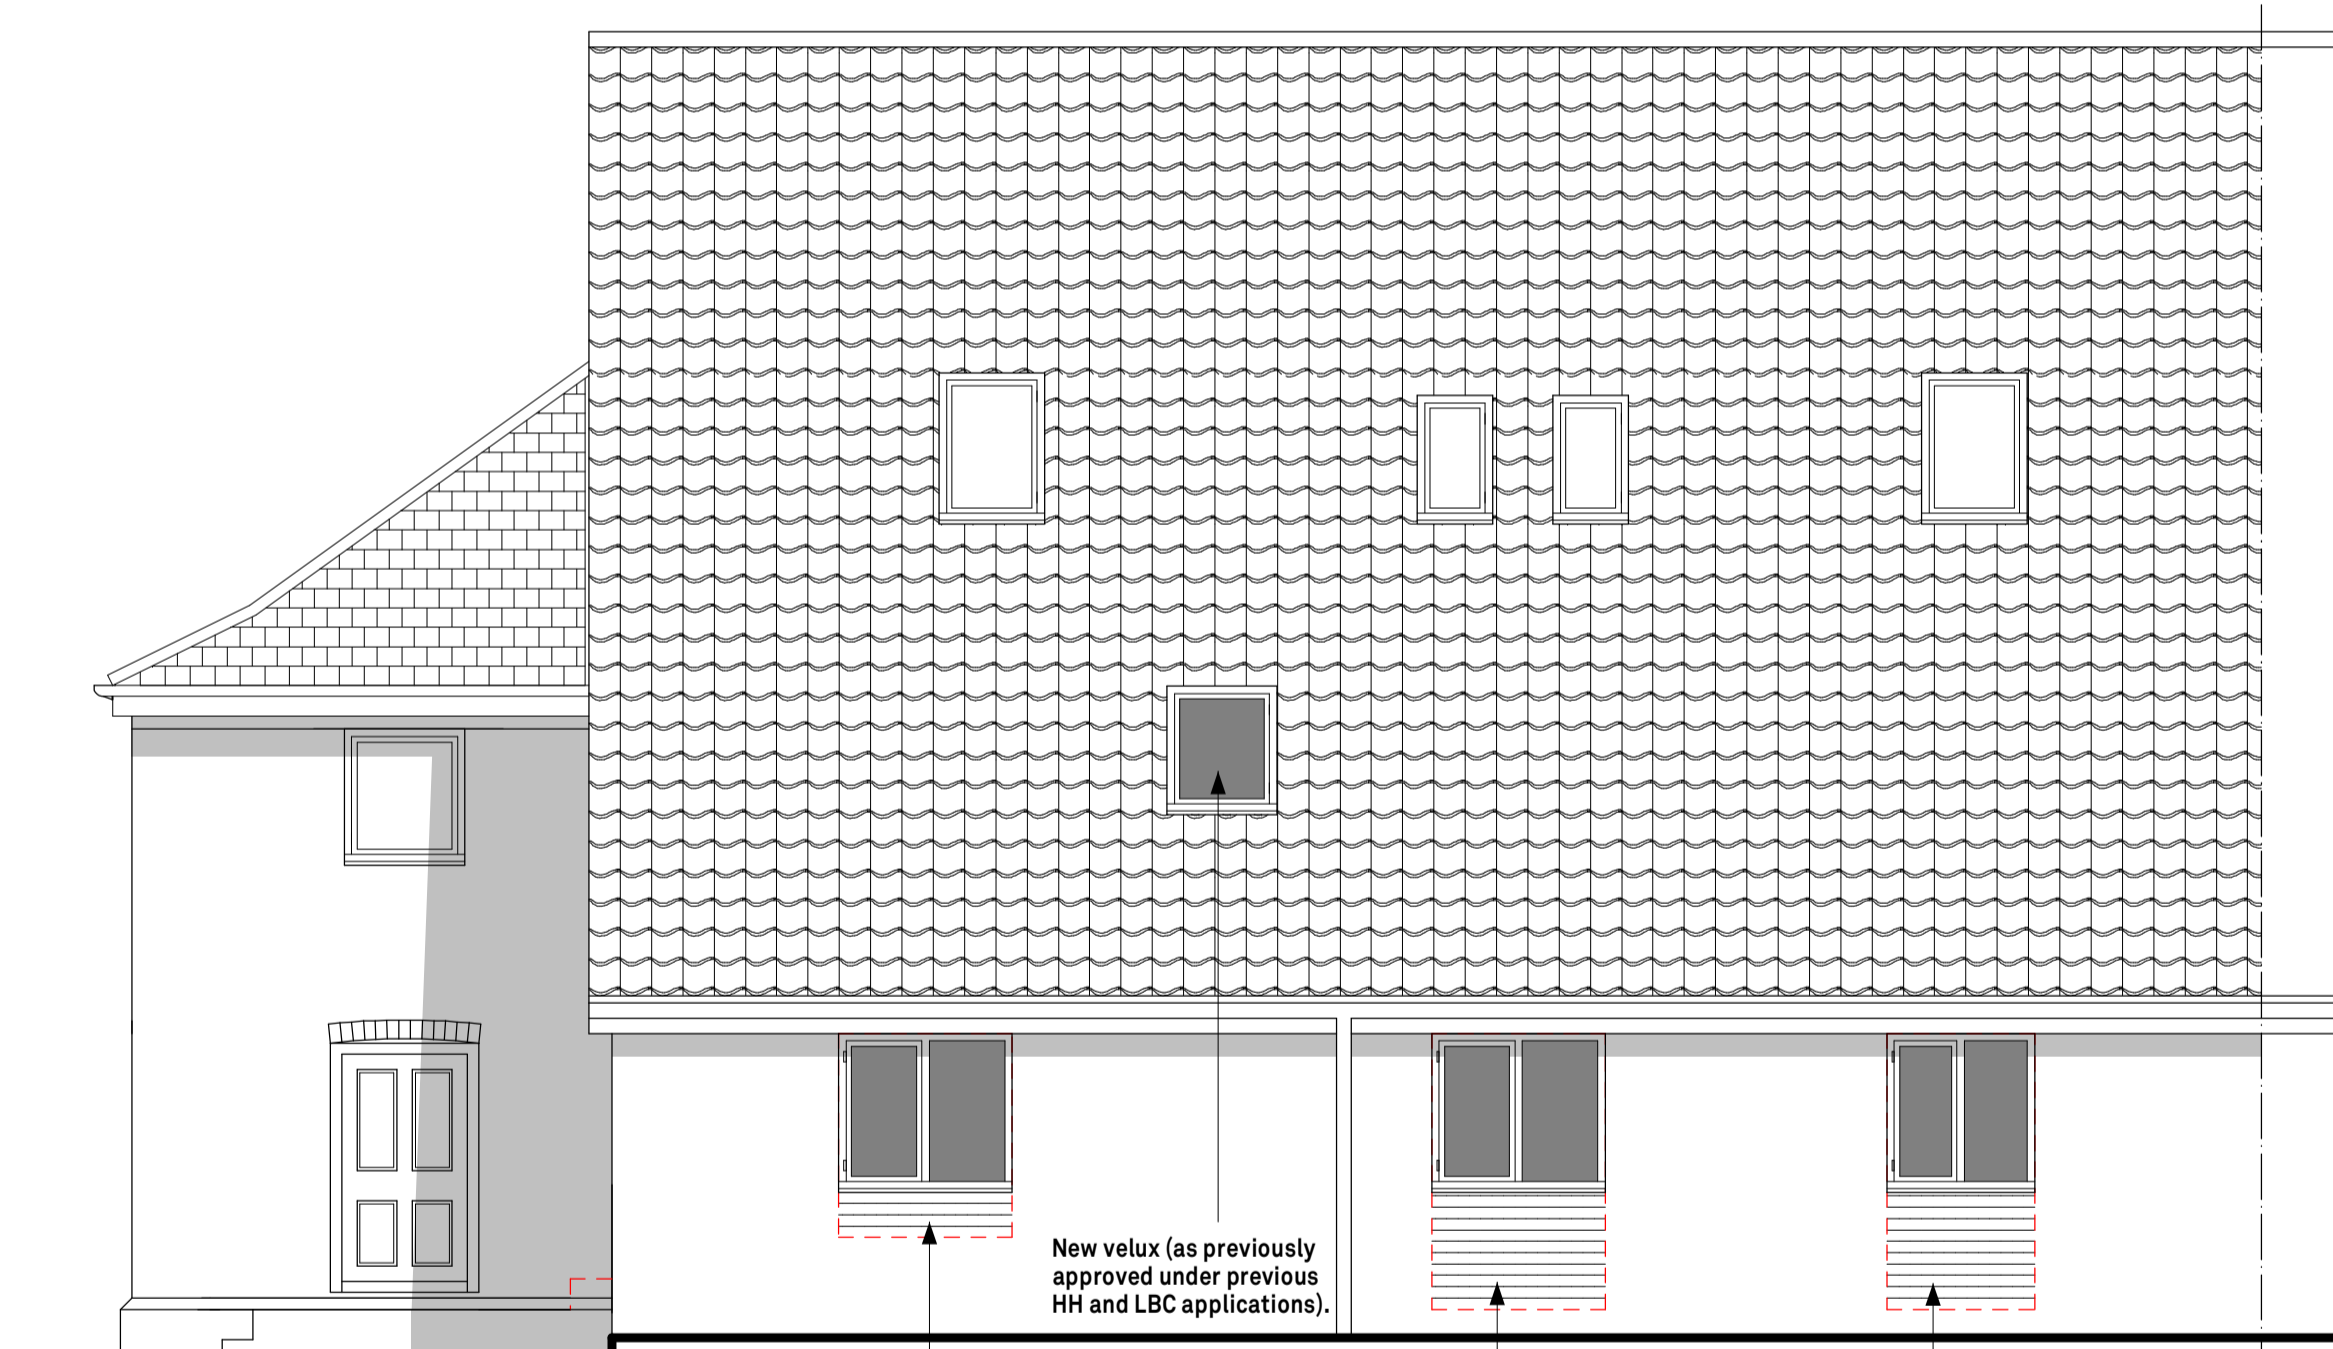 New velux (as previously
approved under previous
HH and LBC applications).